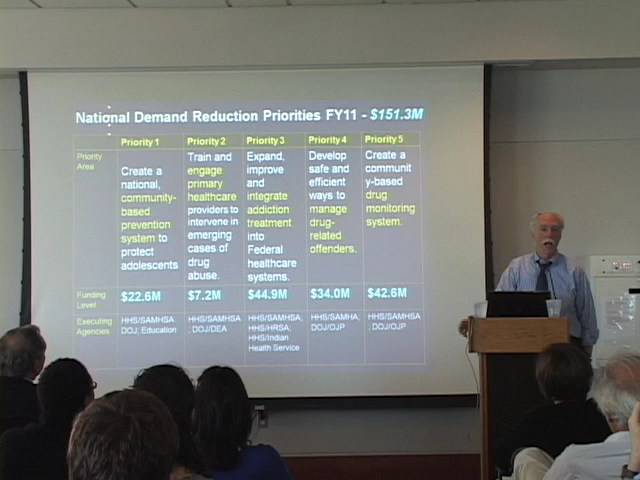 National Demand Reduction Priorities FY11 - $151.3M
Priority 1 Priority 2 Priority 3 Priority 4 Priority 5
Priority
Area
Create a
national,
community-
based
prevention
system to
protect
adolescents
Train and
engage
primary
healthcare
providers to
intervene in
emerging
cases of
drug
abuse.
Expand,
improve
and
integrate
addiction
treatment
into
Federal
healthcare
systems.
Develop
safe and
efficient
ways to
manage
drug-
related
offenders.
Create a
communit
y-based
drug
monitoring
system.
Funding
Level
$22.6M $7.2M $44.9M $34.0M $42.6M
Executing
Agencies
HHS/SAMHSA
DOJ; Education
HHS/SAMHSA
; DOJ/DEA
HHS/SAMHSA;
HHS/HRSA;
HHS/Indian
Health Service
HHS/SAMHA;
DOJ/OJP
HHS/SAMHSA
; DOJ/OJP